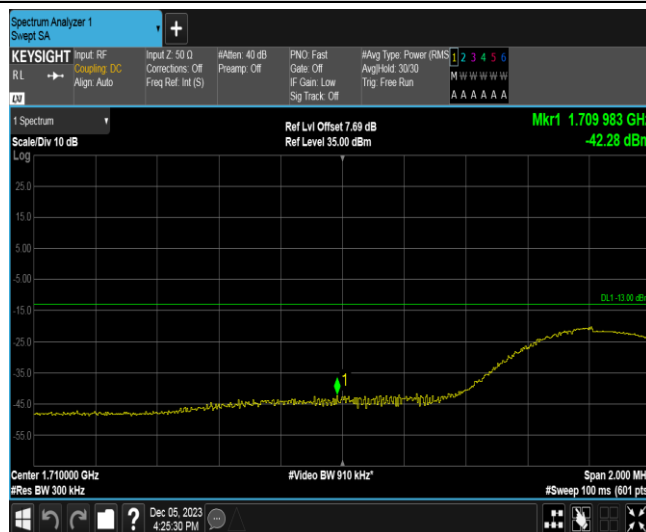 Spectrum Analyzer 1
Swept SA
+
KEYSIGHT
RL
LXI
Input: RF
Coupling: DC
Align: Auto
Input Z: 50 Ω
Corrections: Off
Freq Ref: Int (S)
#Atten: 40 dB
Preamp: Off
PNO: Fast
Gate: Off
IF Gain: Low
Sig Track: Off
#Avg Type: Power (RMS
Avg|Hold: 30/30
Trig: Free Run
1 2 3 4 5 6
M W W W W W
A A A A A A
1 Spectrum
Scale/Div 10 dB
Ref Lvl Offset 7.69 dB
Ref Level 35.00 dBm
Mkr1 1.709 983 GHz
-42.28 dBm
Log
25.0
15.0
5.00
-5.00
DL1 -13.00 dBm
-15.0
-25.0
-35.0
1
-45.0
-55.0
Center 1.710000 GHz
#Res BW 300 kHz
#Video BW 910 kHz*
Span 2.000 MH
#Sweep 100 ms (601 pts
?
Dec 05, 2023
4:25:30 PM